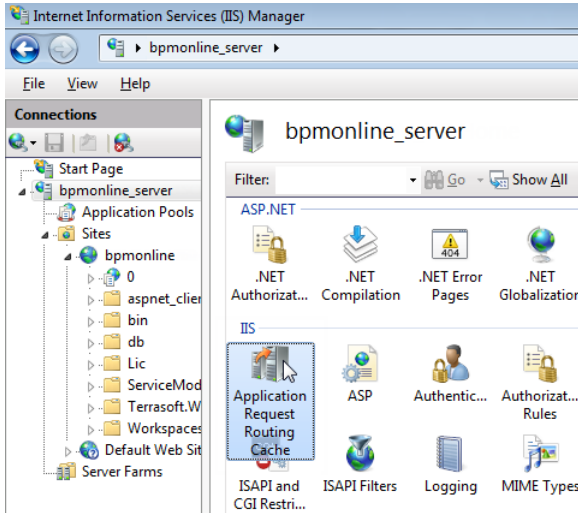 Internet Information Services (IIS) Manager
bpmonline_server
File View Help
Connections
Start Page
bpmonline_server
Application Pools
Sites
bpmonline
0
aspnet_clier
bin
db
Lic
ServiceMod
Terrasoft.W
Workspaces
Default Web Sit
Server Farms
bpmonline_server
Filter: Go Show All
ASP.NET
.NET Authorizat...
.NET Compilation
404
.NET Error Pages
.NET Globalization
IIS
Application Request Routing Cache
ASP
Authentic...
Authorizat... Rules
ISAPI and CGI Restri...
ISAPI Filters
Logging
MIME Types